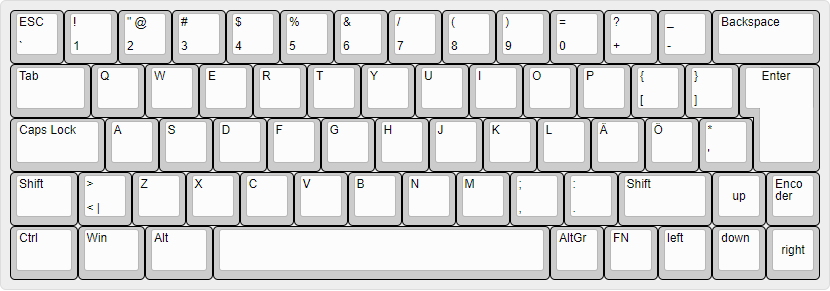 ESC ! " @ # $ % & / ( ) = ? _ Backspace
` 1 2 3 4 5 6 7 8 9 0 + -
Tab Q W E R T Y U I O P { } Enter
[ ]
Caps Lock A S D F G H J K L Ä Ö *
'
Shift > Z X C V B N M ; : Shift up Enco
< | , . der
Ctrl Win Alt AltGr FN left down right